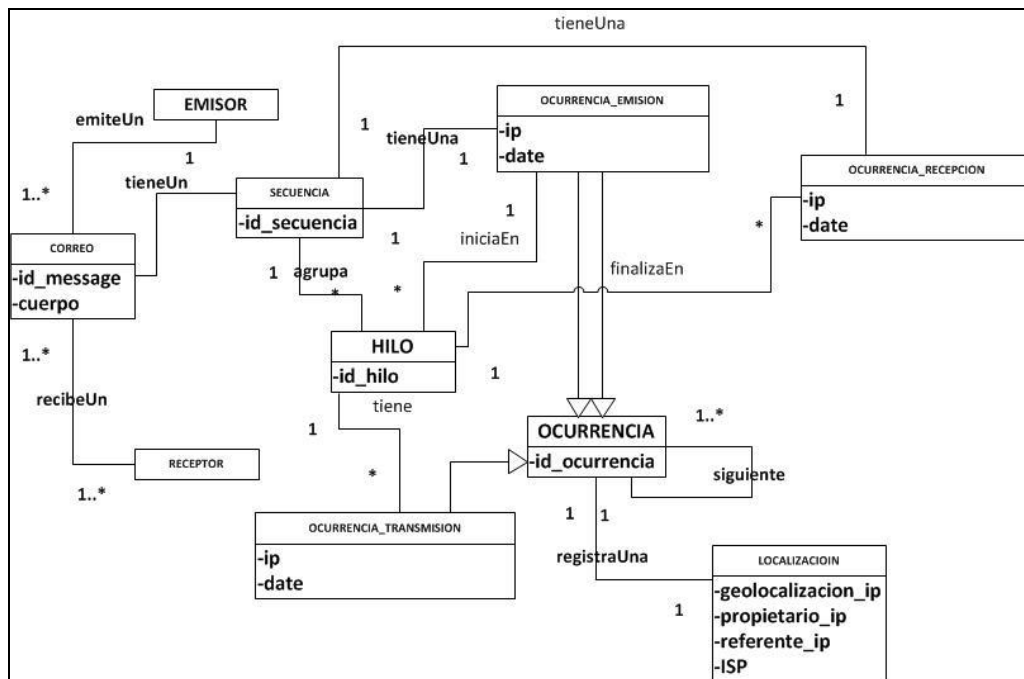 tieneUna
EMISOR
emiteUn
1
1..*
tieneUn
OCURRENCIA_EMISION
-ip
-date
1
tieneUna
1
1
OCURRENCIA_RECEPCION
-ip
-date
SECUENCIA
-id_secuencia
CORREO
-id_message
-cuerpo
1
iniciaEn
1
*
finalizaEn
1
agrupa
*
*
HILO
-id_hilo
1
1..*
recibeUn
RECEPTOR
1..*
tiene
1
*
OCURRENCIA
-id_ocurrencia
1..*
siguiente
OCURRENCIA_TRANSMISION
-ip
-date
1
1
registraUna
1
LOCALIZACIOIN
-geolocalizacion_ip
-propietario_ip
-referente_ip
-ISP